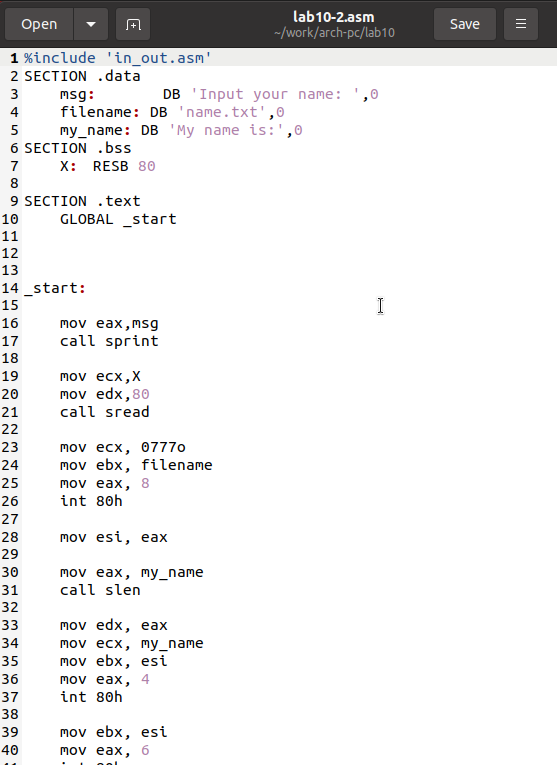 Open
lab10-2.asm
~/work/arch-pc/lab10
Save
1 %include 'in_out.asm'
2 SECTION .data
3     msg:        DB 'Input your name: ',0
4     filename: DB 'name.txt',0
5     my_name: DB 'My name is:',0
6 SECTION .bss
7     X:  RESB 80
8
9 SECTION .text
10     GLOBAL _start
11
12
13
14 _start:
15
16     mov eax,msg
17     call sprint
18
19     mov ecx,X
20     mov edx,80
21     call sread
22
23     mov ecx, 0777o
24     mov ebx, filename
25     mov eax, 8
26     int 80h
27
28     mov esi, eax
29
30     mov eax, my_name
31     call slen
32
33     mov edx, eax
34     mov ecx, my_name
35     mov ebx, esi
36     mov eax, 4
37     int 80h
38
39     mov ebx, esi
40     mov eax, 6
41     int 80h